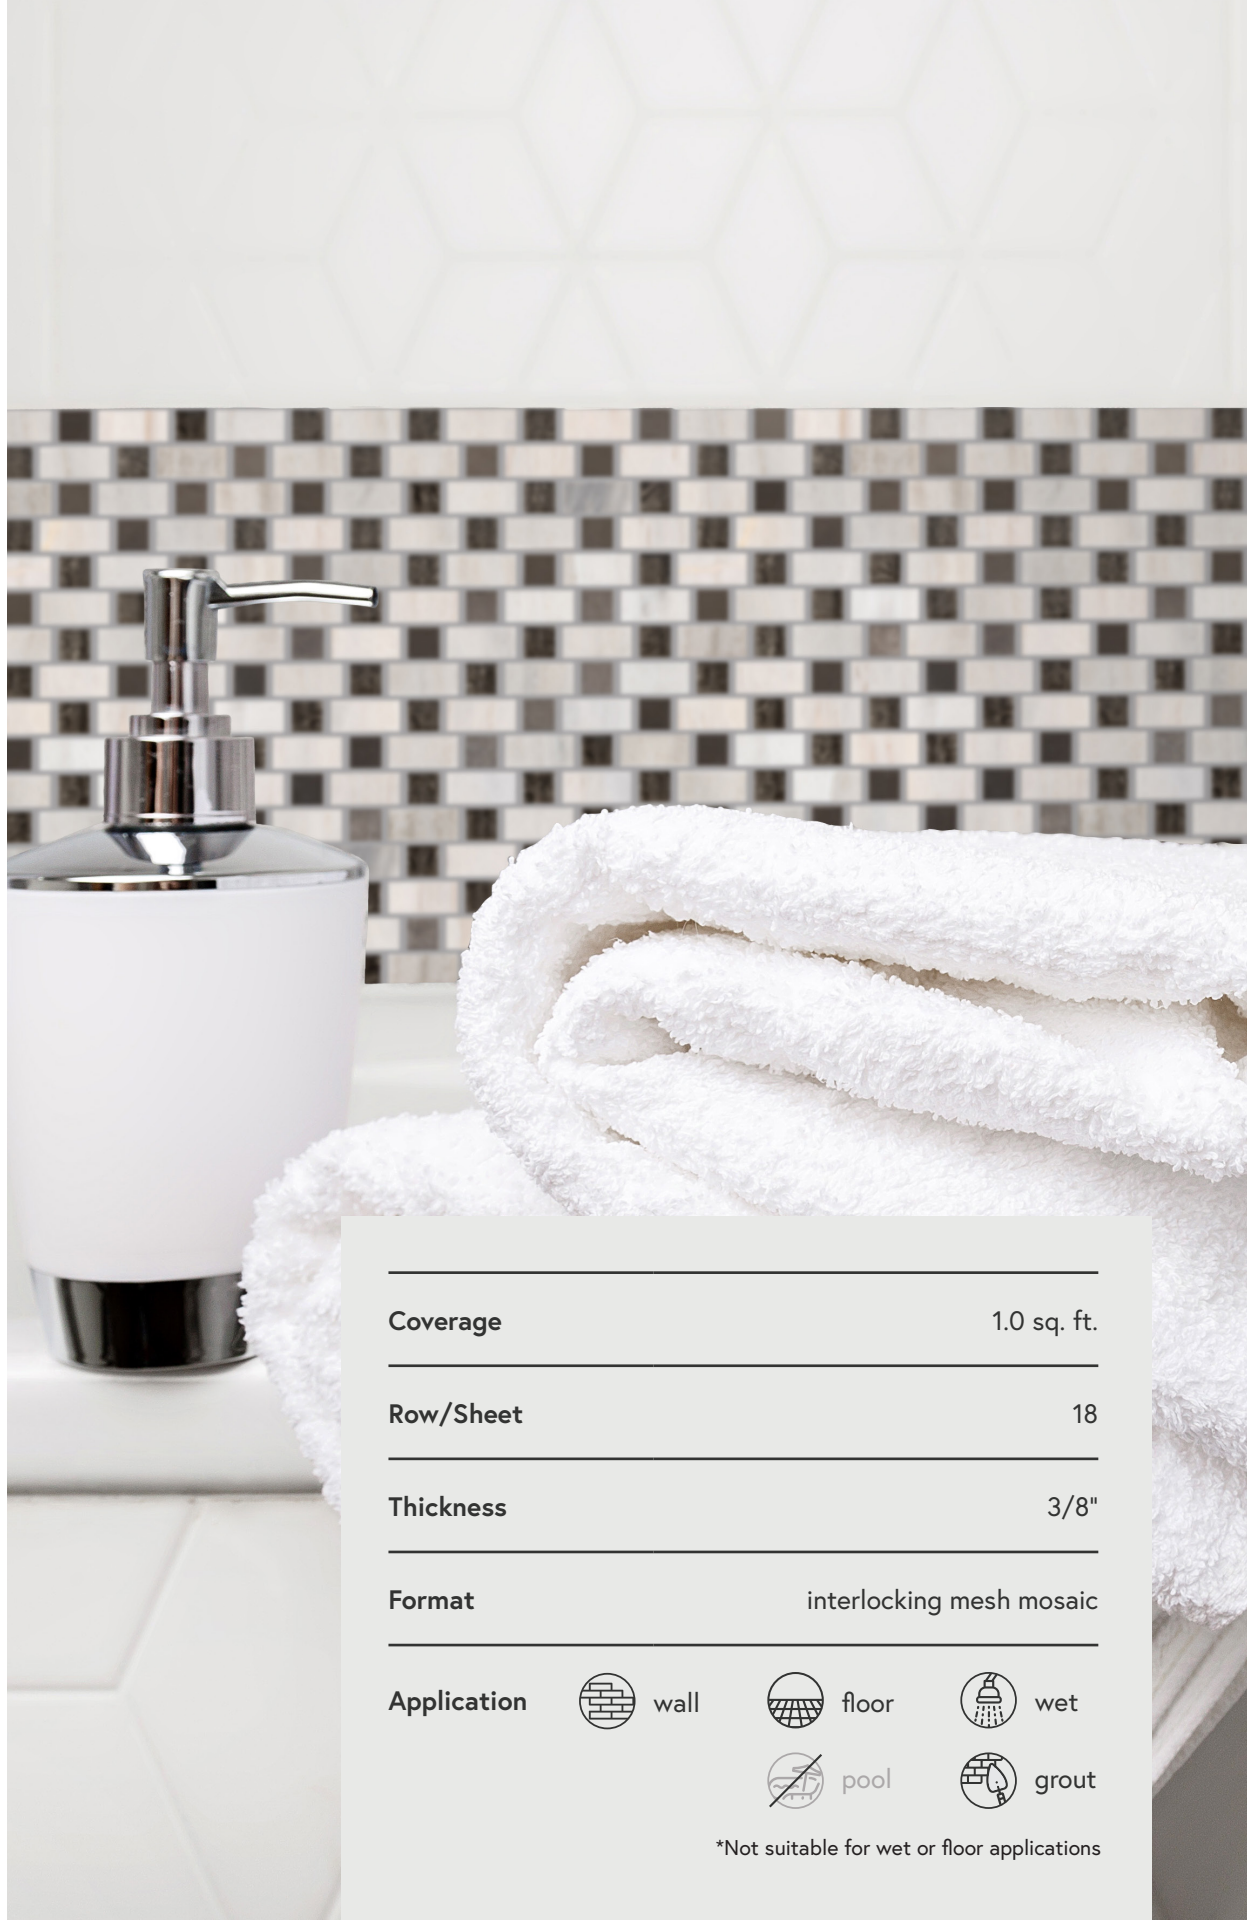 Coverage 1.0 sq. ft.
Row/Sheet 18
Thickness 3/8"
Format interlocking mesh mosaic
Application wall floor wet
pool grout
*Not suitable for wet or floor applications